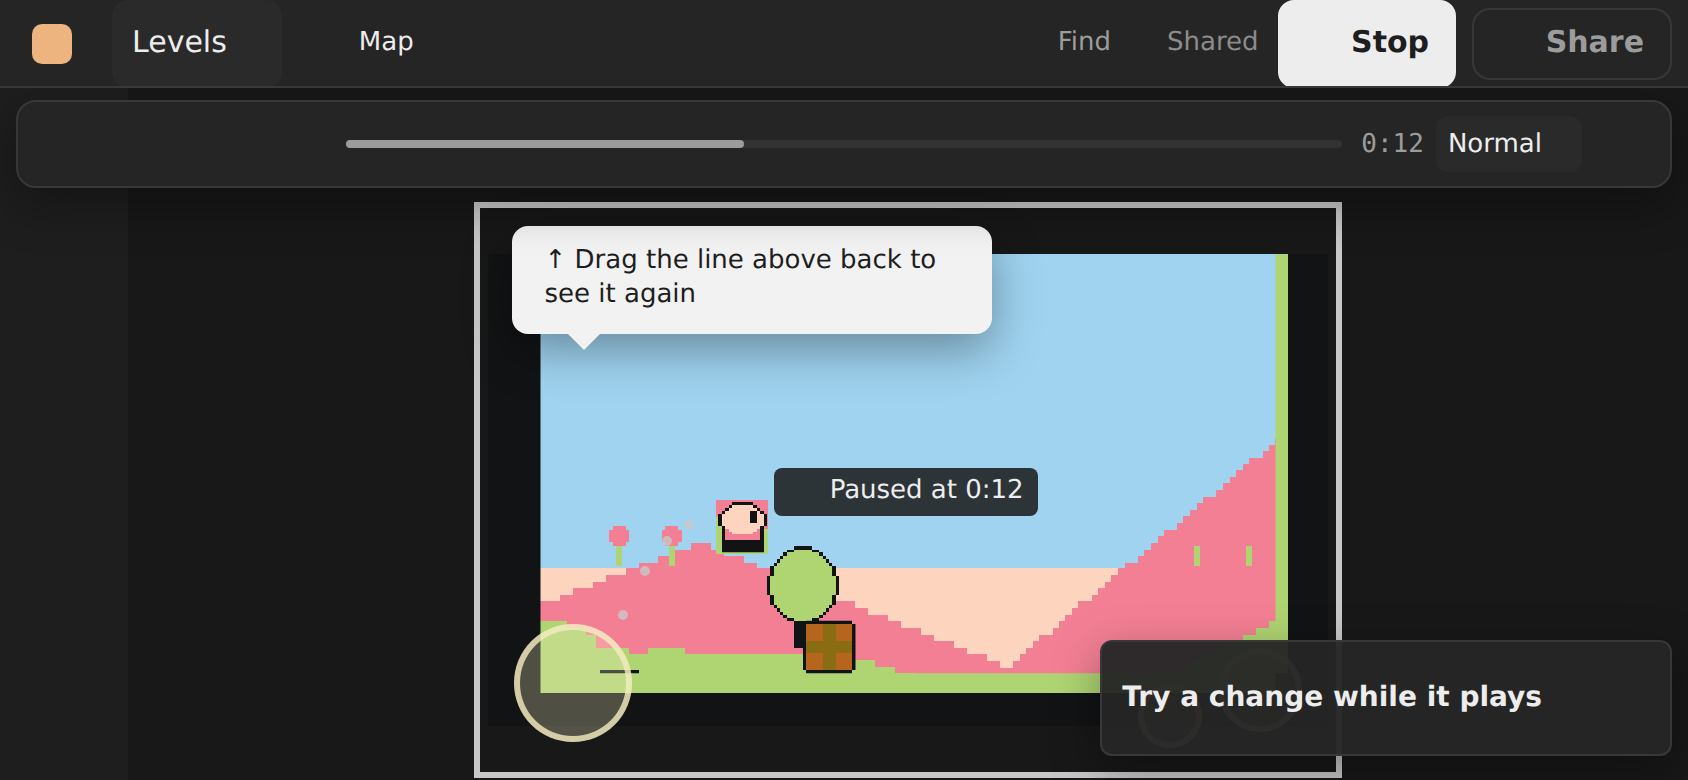 Levels
Map
Find
Shared
Stop
Share
0:12
Normal
↑ Drag the line above back to
see it again
Paused at 0:12
Try a change while it plays